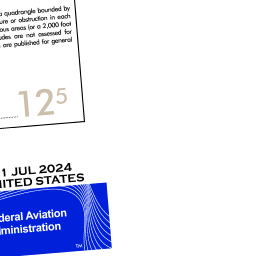 a quadrangle bounded by
ure or obstruction in each
ous areas (or a 2,000 foot
udes are not assessed for
are published for general
12 5
1 JUL 2024
NITED STATES
deral Aviation
ministration
TM